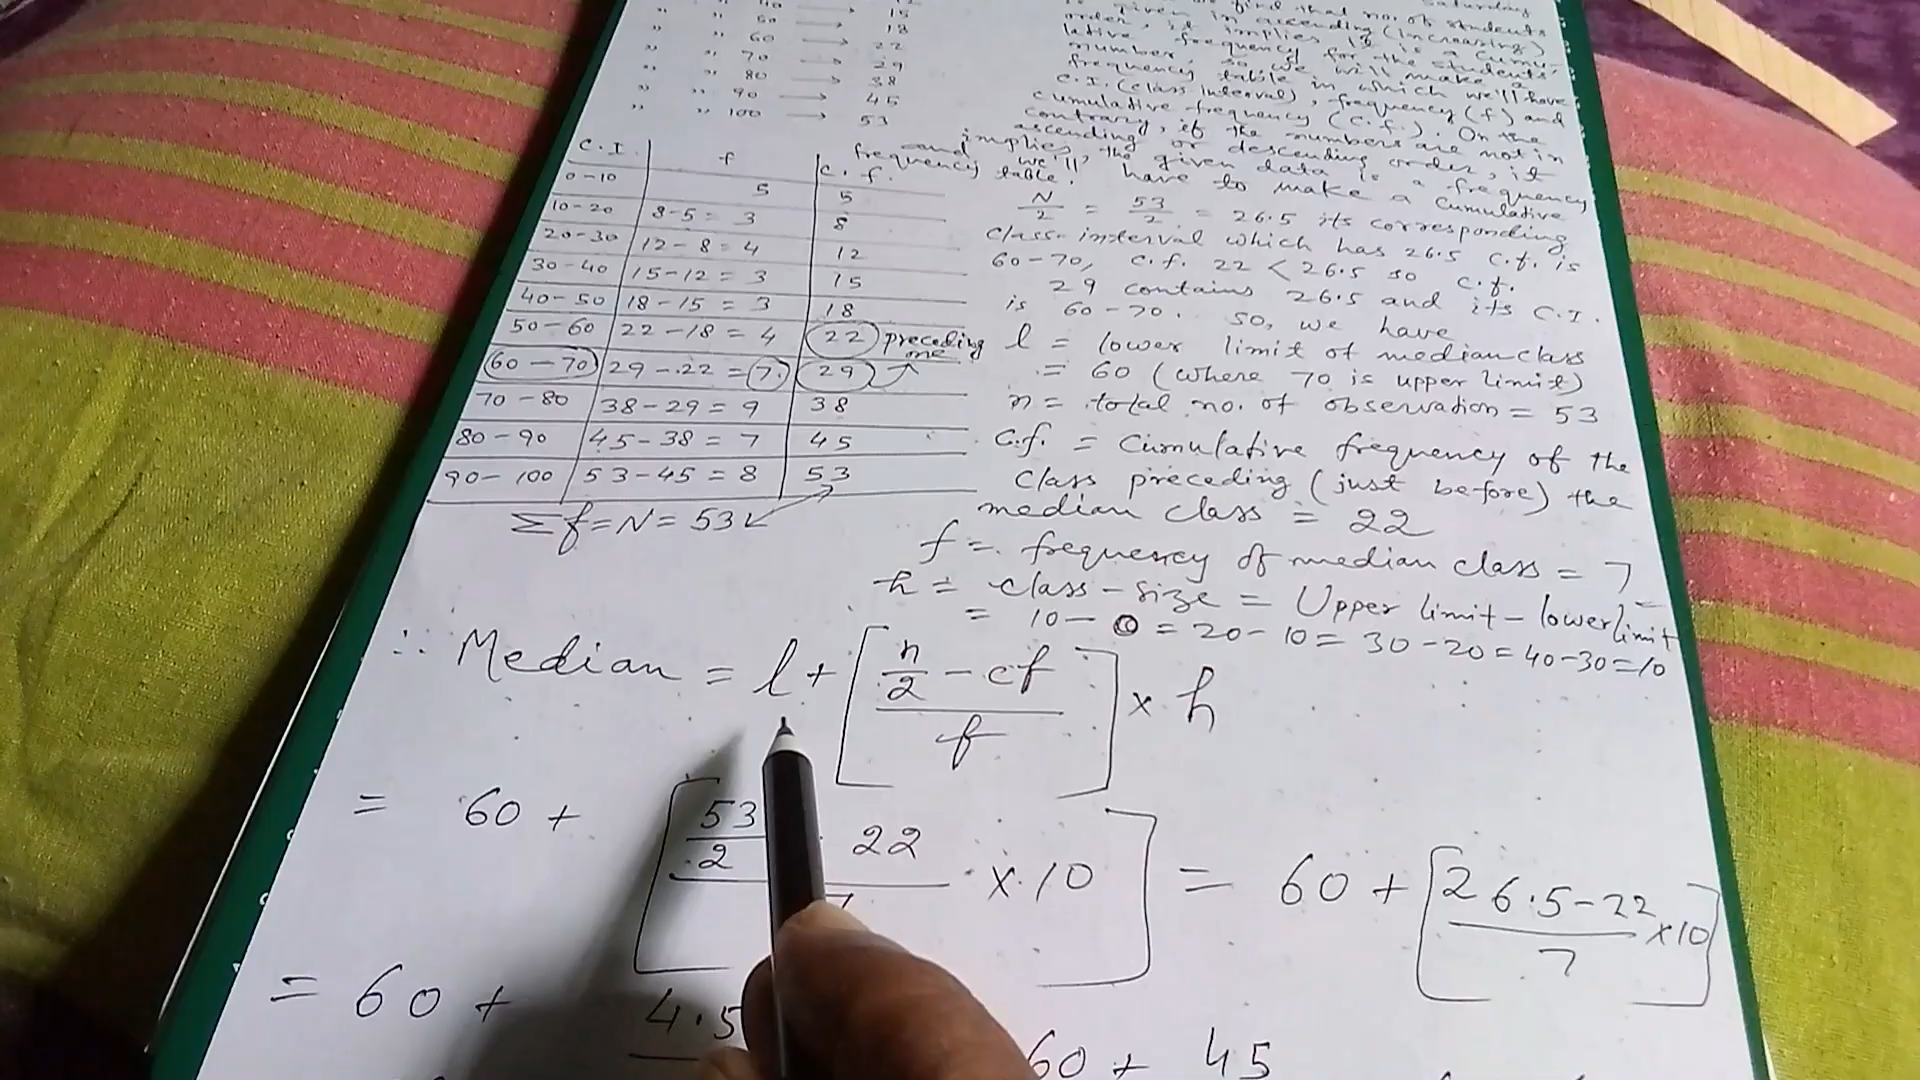 " " 40 → 15
" " 50 → 18
" " 60 → 22
" " 70 → 29
" " 80 → 38
" " 90 → 45
" " 100 → 53
Saturday
find that no. of students
is given in ascending (increasing)
order, it implies it is a cumu-
lative frequency for the students'
number, so we will make a
frequency table in which we'll have
C.I. (class interval), frequency (f) and
cumulative frequency (c.f.). On the
contrary, if the numbers are not in
ascending or descending order, it
implies the given data is a frequency
and we'll have to make a cumulative
frequency table.
C.I. f c.f.
0-10 5 5
10-20 8-5 = 3 8
20-30 12-8 = 4 12
30-40 15-12 = 3 15
40-50 18-15 = 3 18
50-60 22-18 = 4 22 preceding one
60-70 29-22 = 7 29
70-80 38-29 = 9 38
80-90 45-38 = 7 45
90-100 53-45 = 8 53
Σf = N = 53
N/2 = 53/2 = 26.5 its corresponding
class-interval which has 26.5 c.f. is
60-70, c.f. 22 < 26.5 so c.f.
29 contains 26.5 and its C.I.
is 60-70. So, we have
l = lower limit of median class
= 60 (where 70 is upper limit)
n = total no. of observation = 53
c.f. = Cumulative frequency of the
class preceding (just before) the
median class = 22
f = frequency of median class = 7
h = class-size = Upper limit - lower limit
= 10-0 = 20-10 = 30-20 = 40-30 = 10
∴ Median = l + [n/2 - cf / f] × h
= 60 + [53/2 22 / × 10] = 60 + [26.5-22 / 7 ×10]
= 60 + 4.5 60 + 45